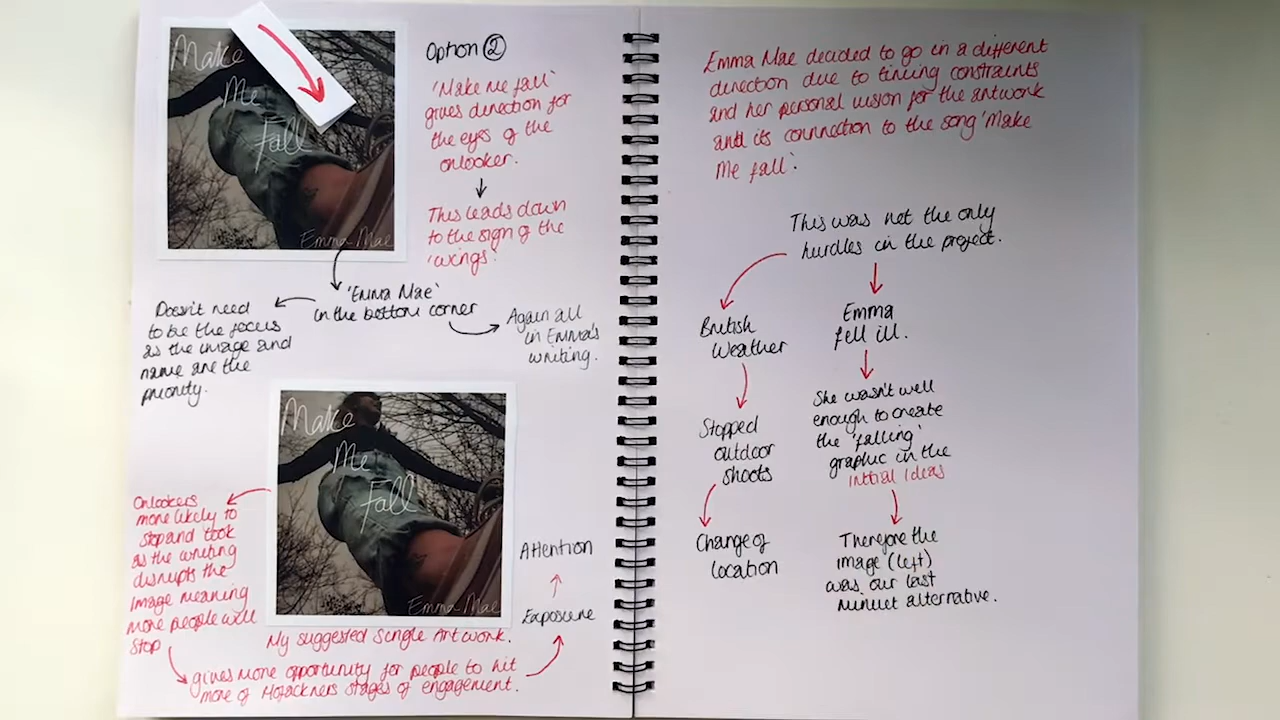 Make
Me
Fall
Emma Mae
Option ②
'Make me fall'
gives direction for
the eyes of the
onlooker.
This leads down
to the sign of the
'wings'.
'Emma Mae'
in the bottom corner
Doesn't need
to be the focus
as the image and
name are the
priority.
Again all
in Emma's
writing.
Make
Me
Fall
Emma Mae
My suggested Single Artwork.
Onlookers
more likely to
stop and look
as the writing
disrupts the
image meaning
more people will
stop
gives more opportunity for people to hit
more of stages of engagement.
Exposure
Attention
Emma Mae decided to go in a different
direction due to timing constraints
and her personal vision for the artwork
and its connection to the song 'Make
Me fall'.
This was not the only
hurdles in the project.
British
Weather
Stopped
outdoor
shoots
Change of
location
Emma
fell ill.
She wasn't well
enough to create
the 'falling'
graphic in the
initial ideas
Therefore the
image (left)
was our last
alternative.